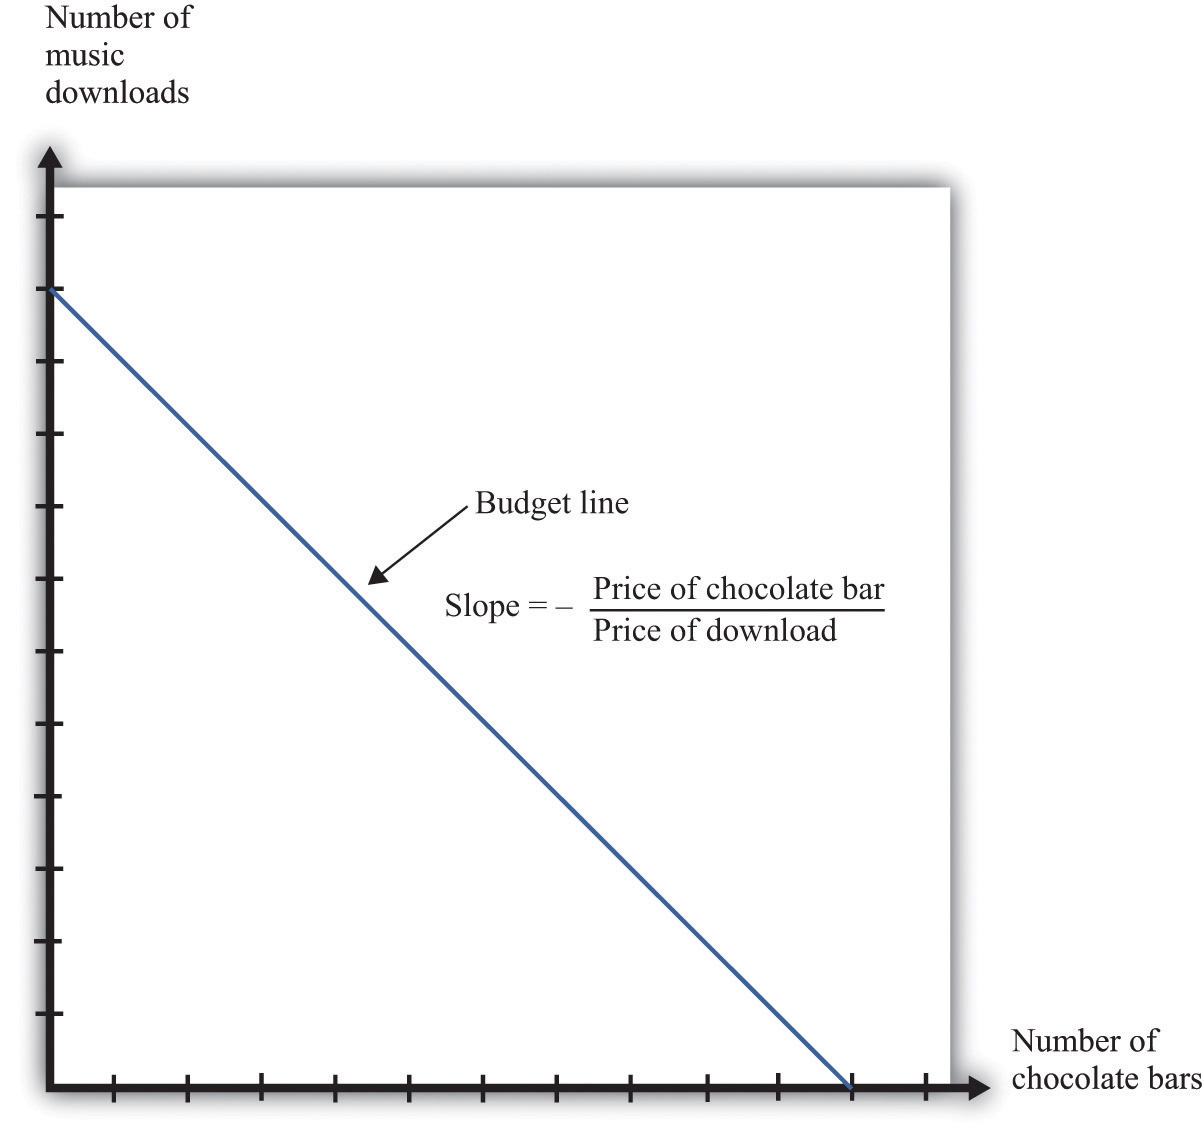 Number of
music
downloads
Budget line
Slope = – Price of chocolate bar
Price of download
Number of
chocolate bars